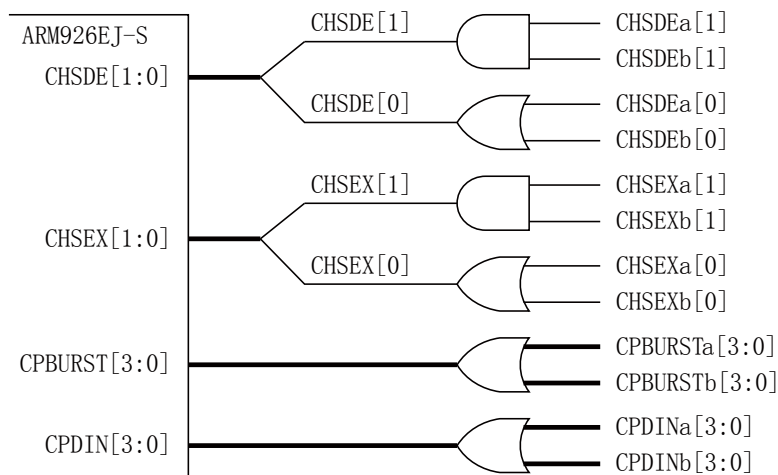 ARM926EJ-S
CHSDE[1:0]
CHSDE[1]
CHSDEa[1]
CHSDEb[1]
CHSDE[0]
CHSDEa[0]
CHSDEb[0]
CHSEX[1:0]
CHSEX[1]
CHSEXa[1]
CHSEXb[1]
CHSEX[0]
CHSEXa[0]
CHSEXb[0]
CPBURST[3:0]
CPBURSTa[3:0]
CPBURSTb[3:0]
CPDIN[3:0]
CPDINa[3:0]
CPDINb[3:0]